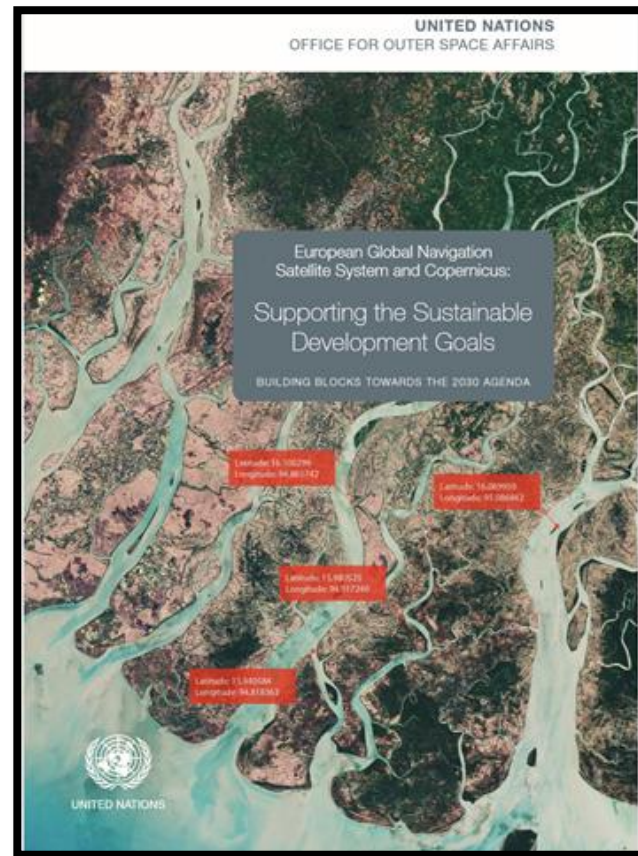 UNITED NATIONS
OFFICE FOR OUTER SPACE AFFAIRS
European Global Navigation
Satellite System and Copernicus:
Supporting the Sustainable
Development Goals
BUILDING BLOCKS TOWARDS THE 2030 AGENDA
Latitude:
Longitude:
Latitude:
Longitude:
Latitude:
Longitude:
Latitude:
Longitude:
UNITED NATIONS